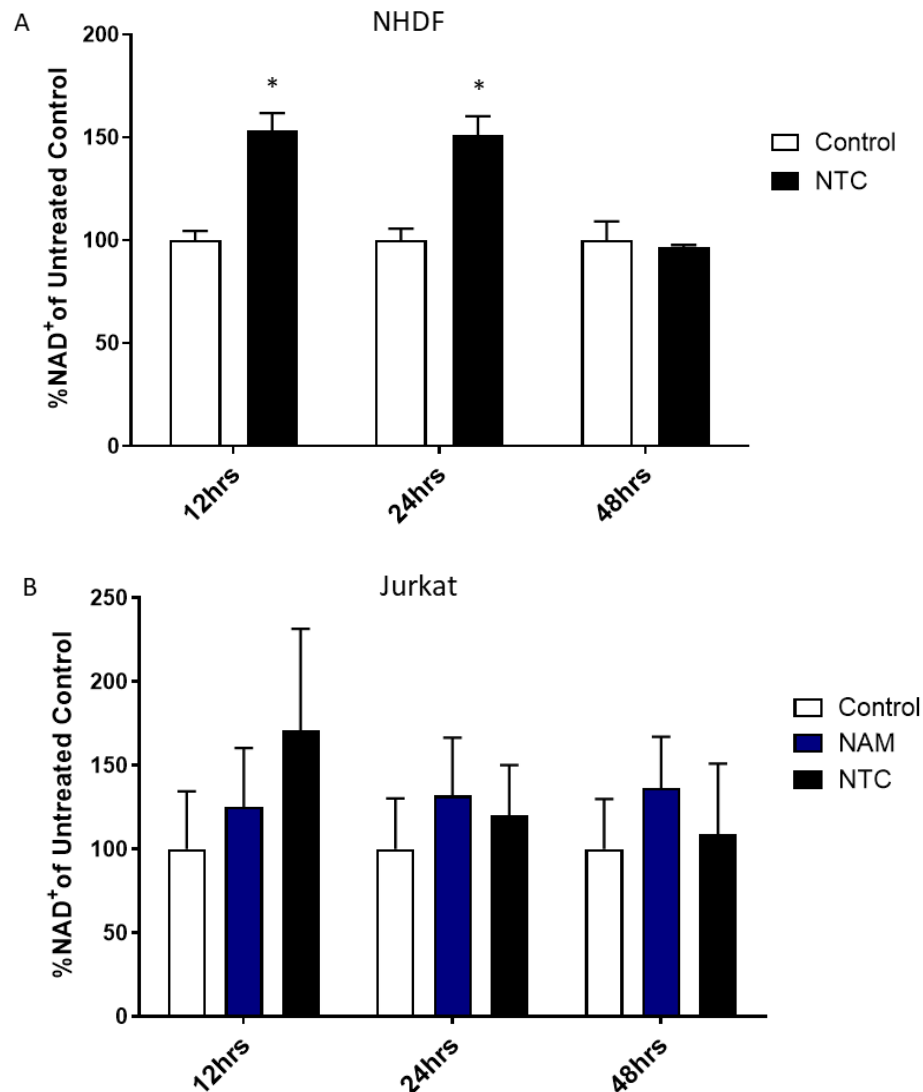 A
NHDF
%NAD⁺of Untreated Control
200
150
100
50
0
*
*
Control
NTC
12hrs
24hrs
48hrs
B
Jurkat
%NAD⁺of Untreated Control
250
200
150
100
50
0
Control
NAM
NTC
12hrs
24hrs
48hrs